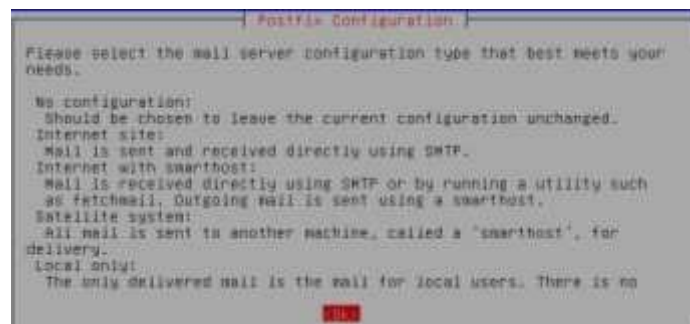 Postfix Configuration
Please select the mail server configuration type that best meets your
needs.
No configuration:
Should be chosen to leave the current configuration unchanged.
Internet site:
Mail is sent and received directly using SMTP.
Internet with smarthost:
Mail is received directly using SMTP or by running a utility such
as fetchmail. Outgoing mail is sent using a smarthost.
Satellite system:
All mail is sent to another machine, called a 'smarthost', for
delivery.
Local only:
The only delivered mail is the mail for local users. There is no
<Ok>